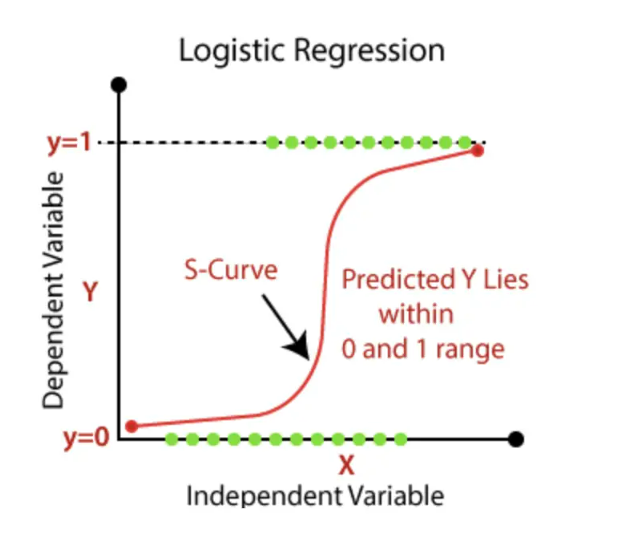 Logistic Regression
y=1
Dependent Variable
Y
S-Curve
Predicted Y Lies
within
0 and 1 range
y=0
X
Independent Variable